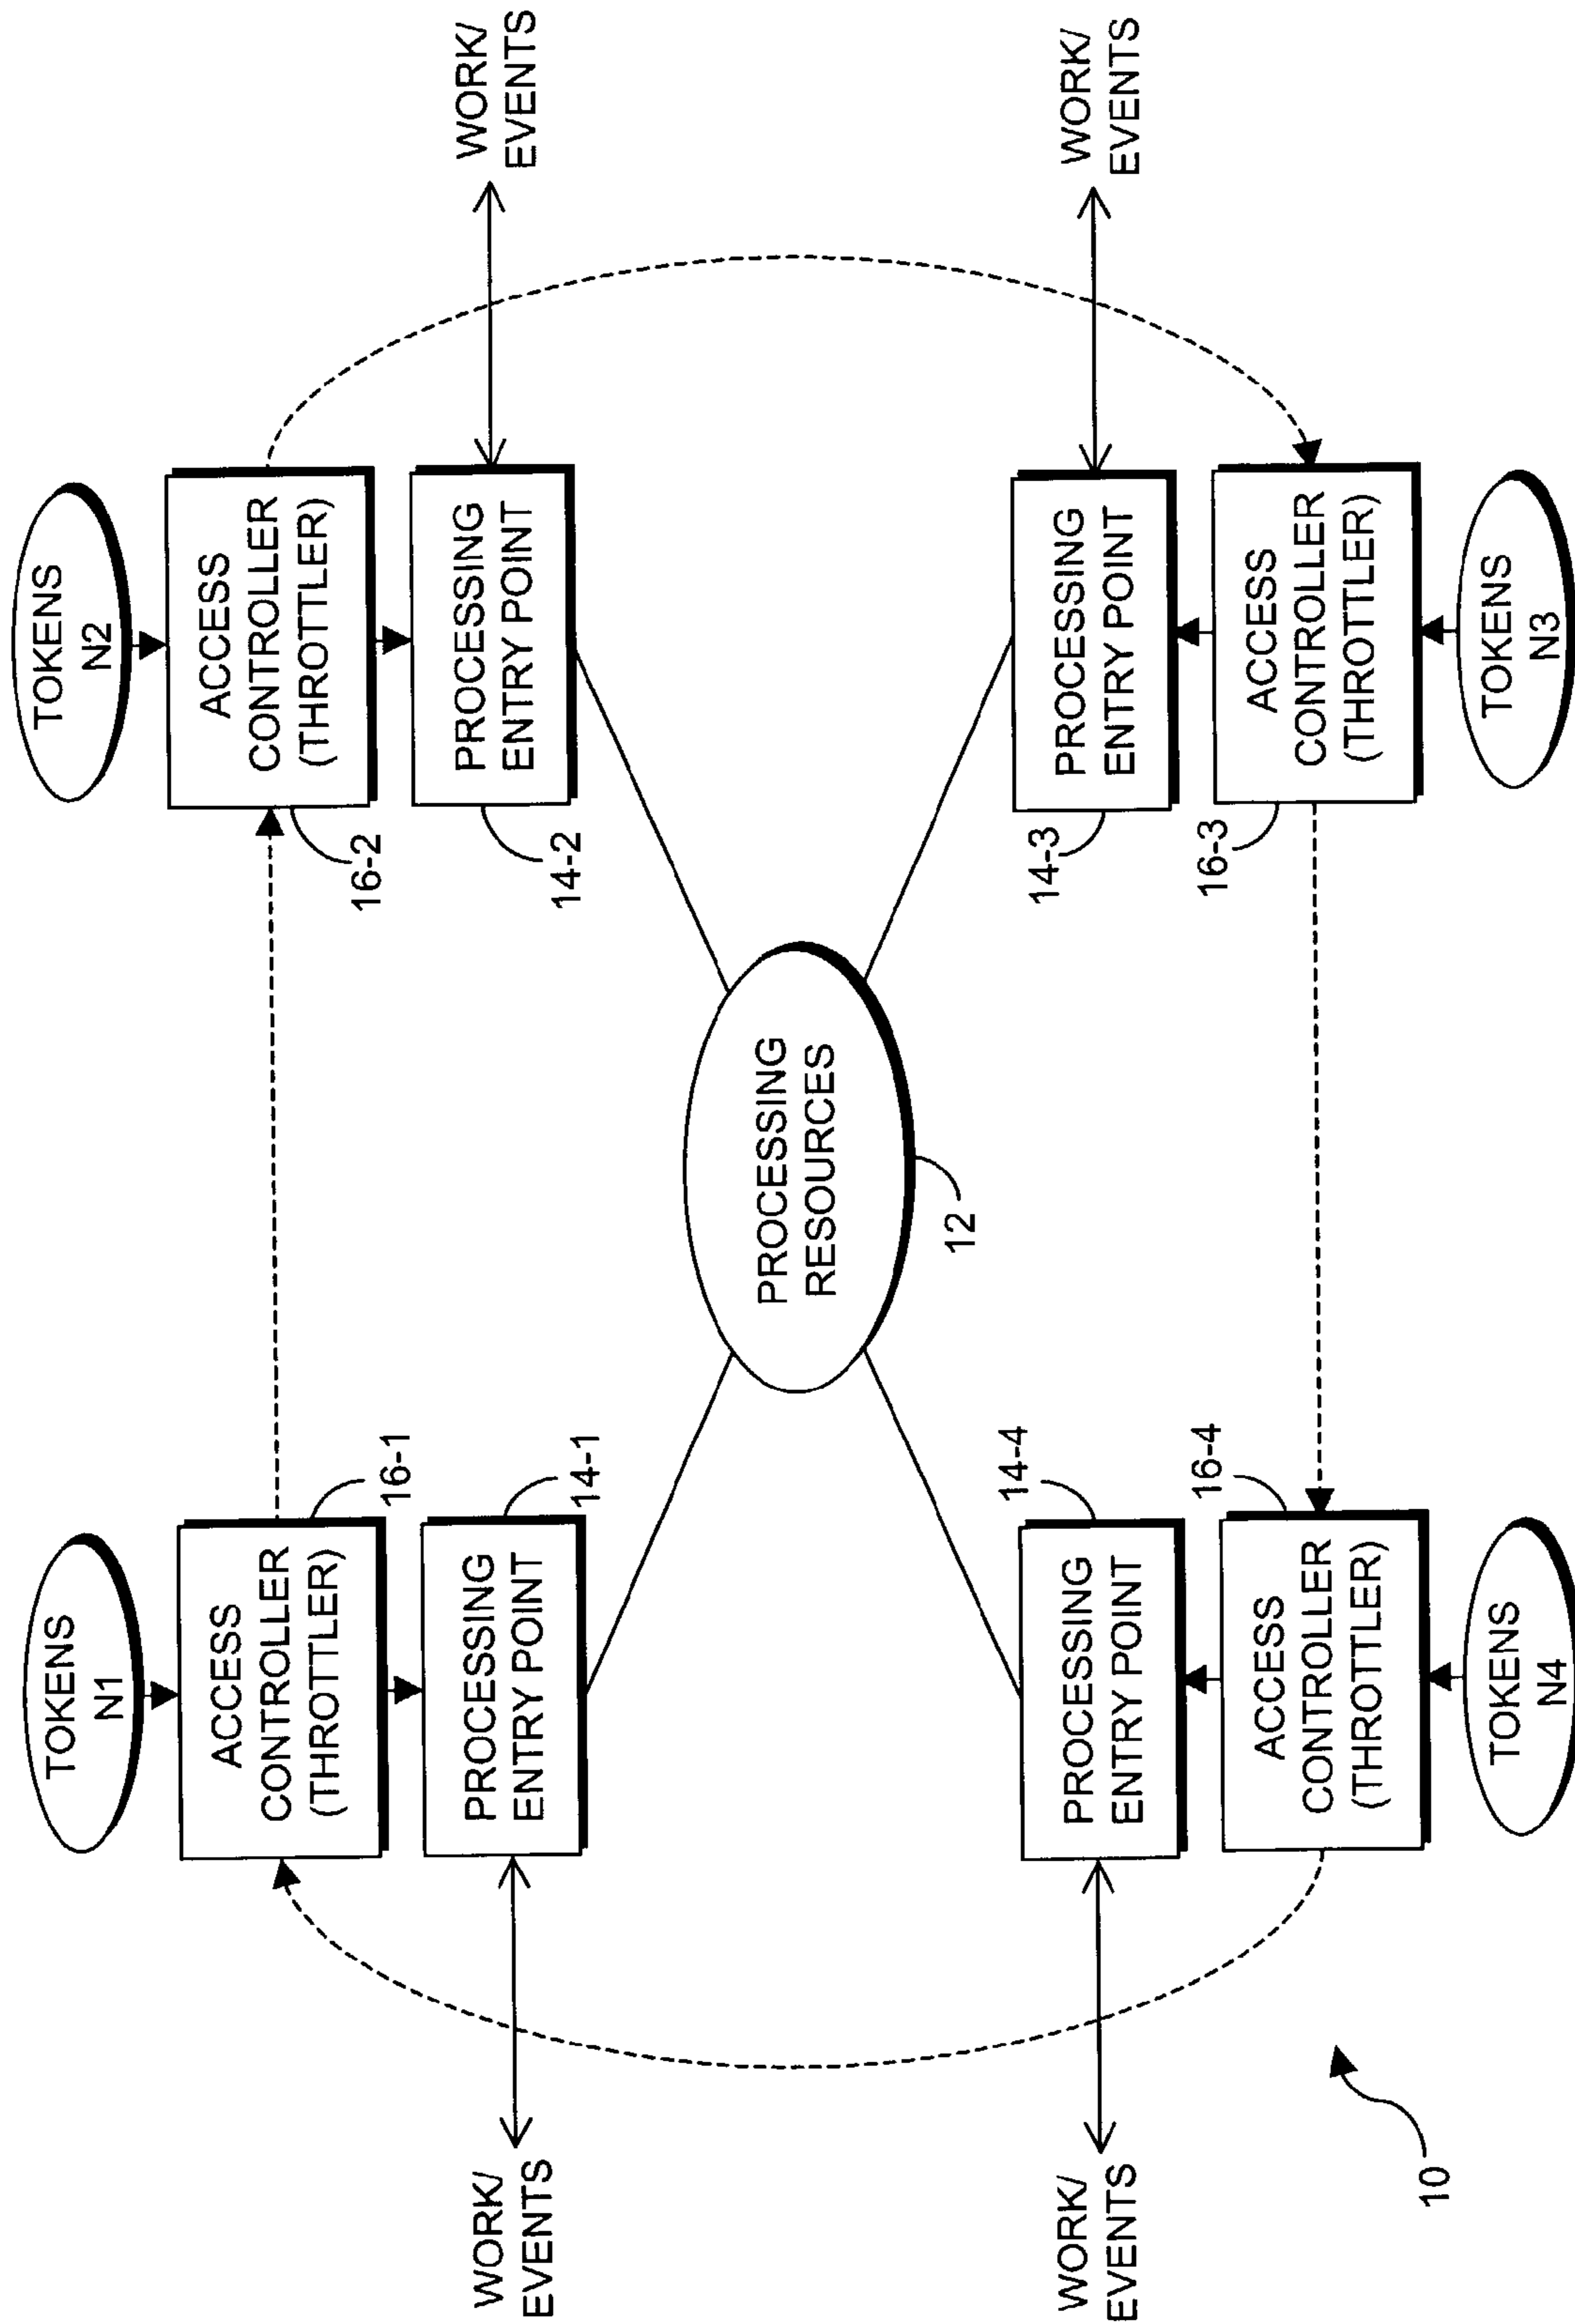 TOKENS
N1
TOKENS
N2
ACCESS
CONTROLLER
(THROTTLER)
16-1
ACCESS
CONTROLLER
(THROTTLER)
16-2
WORK/
EVENTS
PROCESSING
ENTRY POINT
14-1
PROCESSING
ENTRY POINT
14-2
WORK/
EVENTS
PROCESSING
RESOURCES
12
WORK/
EVENTS
PROCESSING
ENTRY POINT
14-4
PROCESSING
ENTRY POINT
14-3
WORK/
EVENTS
ACCESS
CONTROLLER
(THROTTLER)
16-4
ACCESS
CONTROLLER
(THROTTLER)
16-3
10
TOKENS
N4
TOKENS
N3